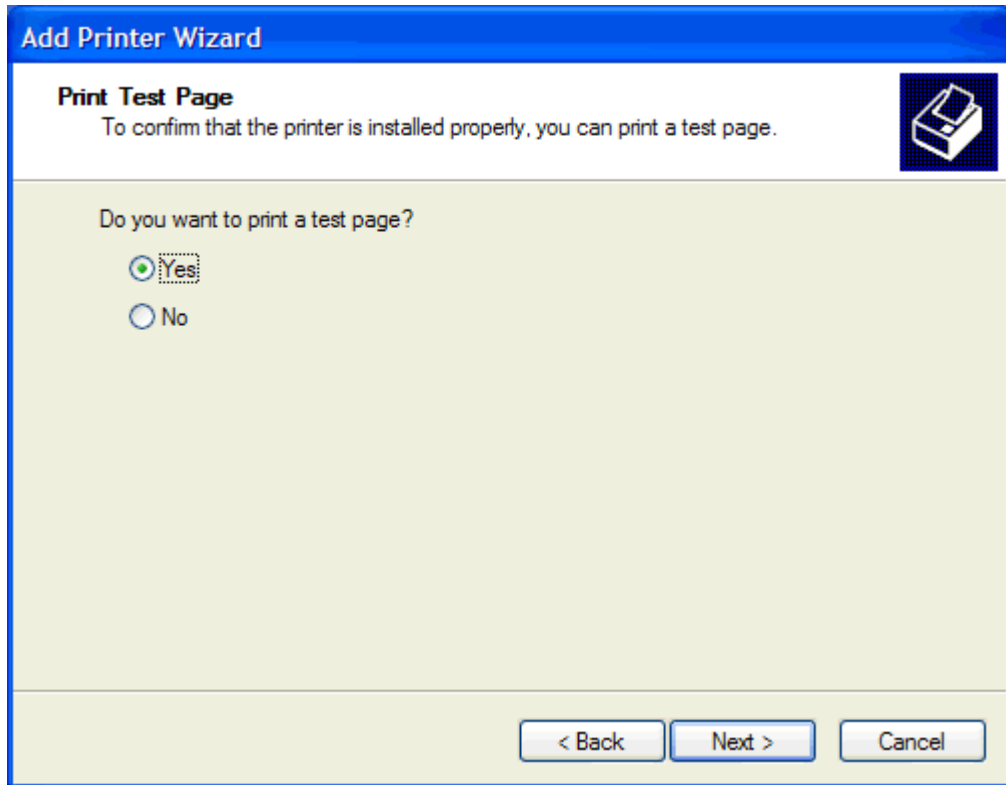 Add Printer Wizard
Print Test Page
To confirm that the printer is installed properly, you can print a test page.
Do you want to print a test page?
Yes
No
< Back Next > Cancel